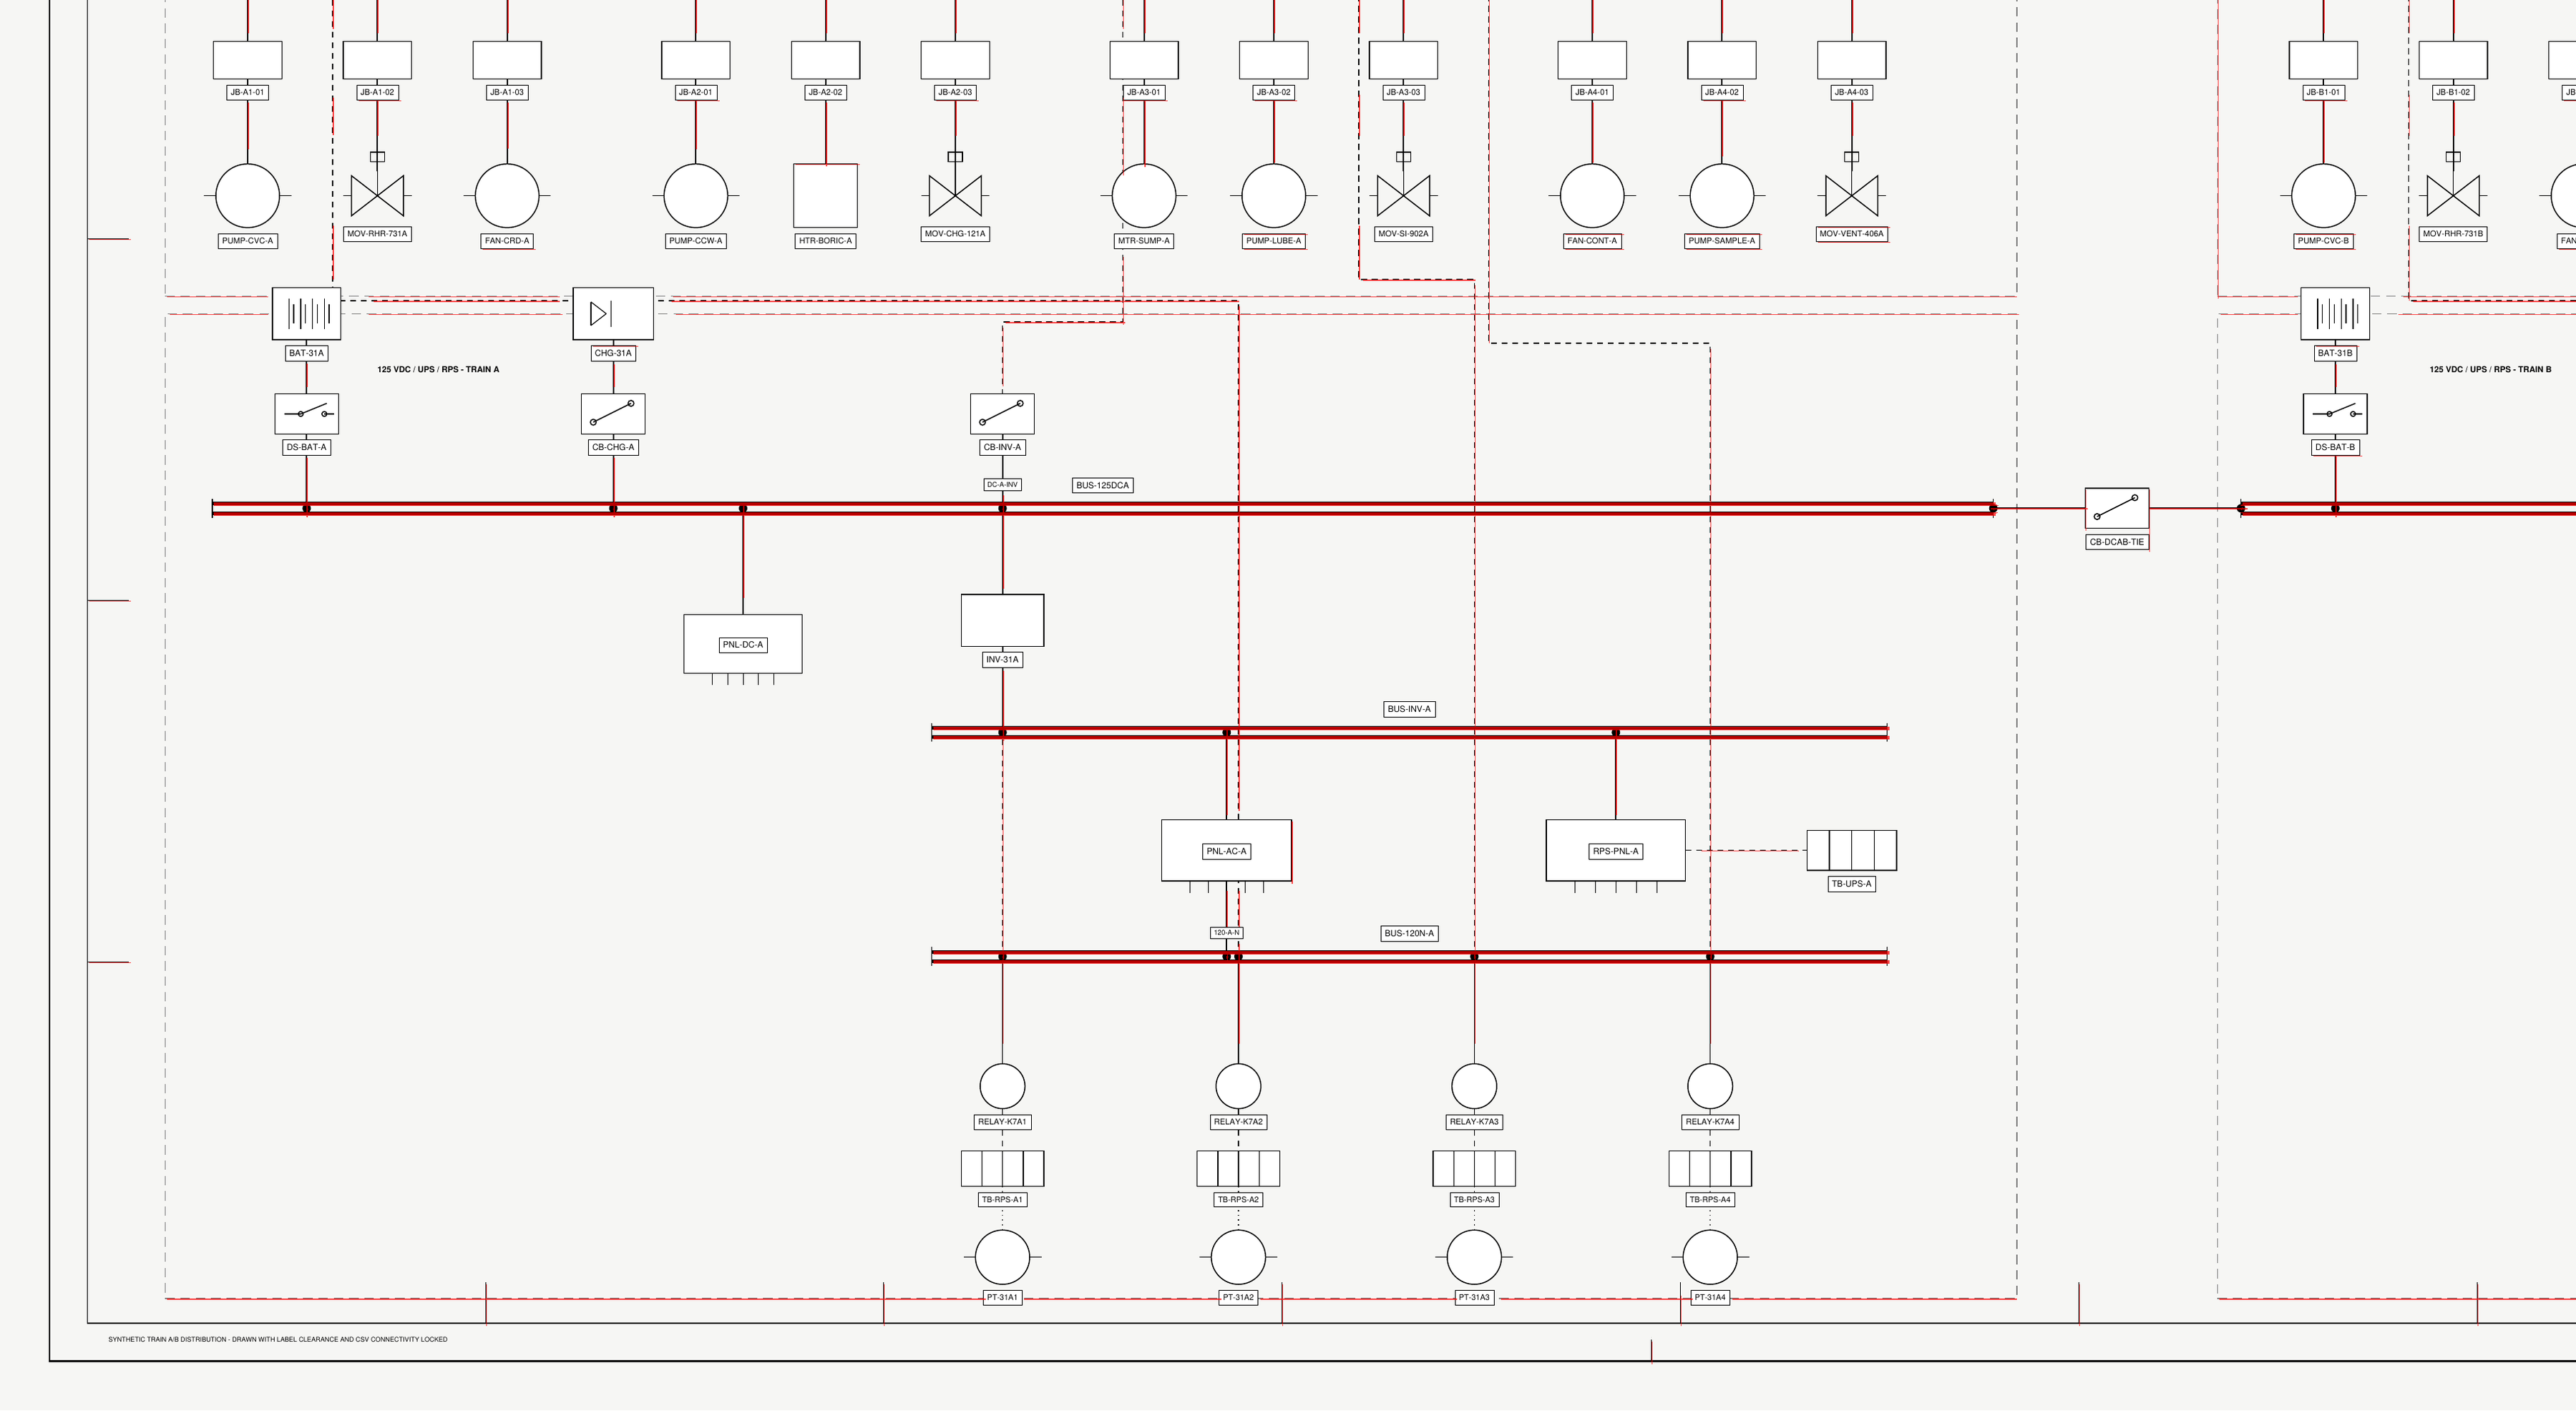 JB-A1-01
JB-A1-02
JB-A1-03
JB-A2-01
JB-A2-02
JB-A2-03
JB-A3-01
JB-A3-02
JB-A3-03
JB-A4-01
JB-A4-02
JB-A4-03
JB-B1-01
JB-B1-02
JB
PUMP-CVC-A
MOV-RHR-731A
FAN-CRD-A
PUMP-CCW-A
HTR-BORIC-A
MOV-CHG-121A
MTR-SUMP-A
PUMP-LUBE-A
MOV-SI-902A
FAN-CONT-A
PUMP-SAMPLE-A
MOV-VENT-406A
PUMP-CVC-B
MOV-RHR-731B
FAN
BAT-31A
CHG-31A
BAT-31B
125 VDC / UPS / RPS - TRAIN A
125 VDC / UPS / RPS - TRAIN B
DS-BAT-A
CB-CHG-A
CB-INV-A
DS-BAT-B
DC-A-INV
BUS-125DCA
CB-DCAB-TIE
PNL-DC-A
INV-31A
BUS-INV-A
PNL-AC-A
RPS-PNL-A
TB-UPS-A
120-A-N
BUS-120N-A
RELAY-K7A1
RELAY-K7A2
RELAY-K7A3
RELAY-K7A4
TB-RPS-A1
TB-RPS-A2
TB-RPS-A3
TB-RPS-A4
PT-31A1
PT-31A2
PT-31A3
PT-31A4
SYNTHETIC TRAIN A/B DISTRIBUTION - DRAWN WITH LABEL CLEARANCE AND CSV CONNECTIVITY LOCKED